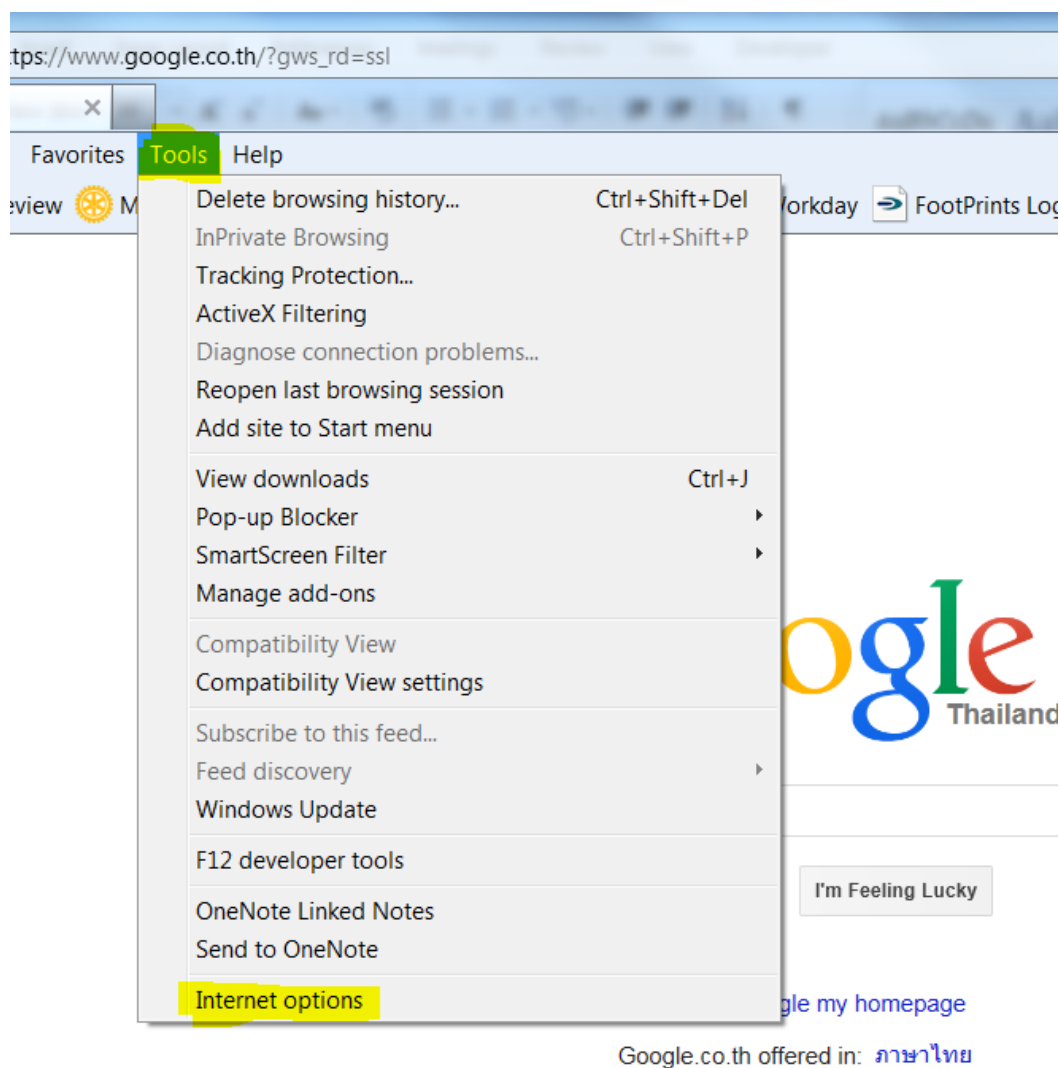 tps://www.google.co.th/?gws_rd=ssl
Favorites Tools Help
eview M
Workday FootPrints Log
Delete browsing history... Ctrl+Shift+Del
InPrivate Browsing Ctrl+Shift+P
Tracking Protection...
ActiveX Filtering
Diagnose connection problems...
Reopen last browsing session
Add site to Start menu
View downloads Ctrl+J
Pop-up Blocker
SmartScreen Filter
Manage add-ons
Compatibility View
Compatibility View settings
Subscribe to this feed...
Feed discovery
Windows Update
F12 developer tools
OneNote Linked Notes
Send to OneNote
Internet options
ogle
Thailand
I'm Feeling Lucky
gle my homepage
Google.co.th offered in: ภาษาไทย